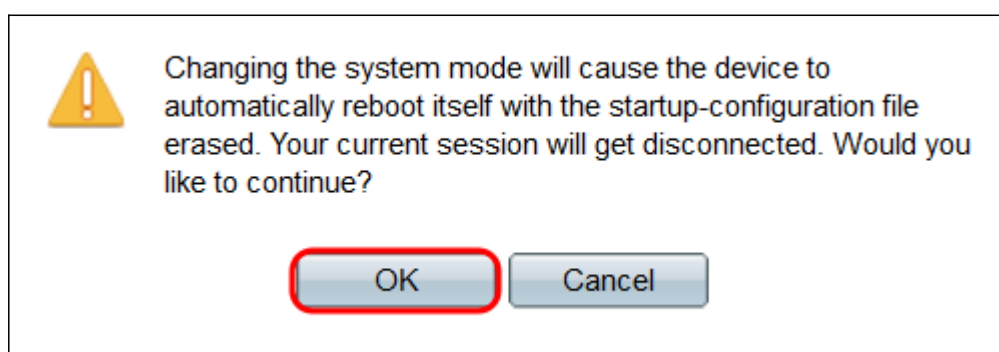 Changing the system mode will cause the device to
automatically reboot itself with the startup-configuration file
erased. Your current session will get disconnected. Would you
like to continue?
OK Cancel